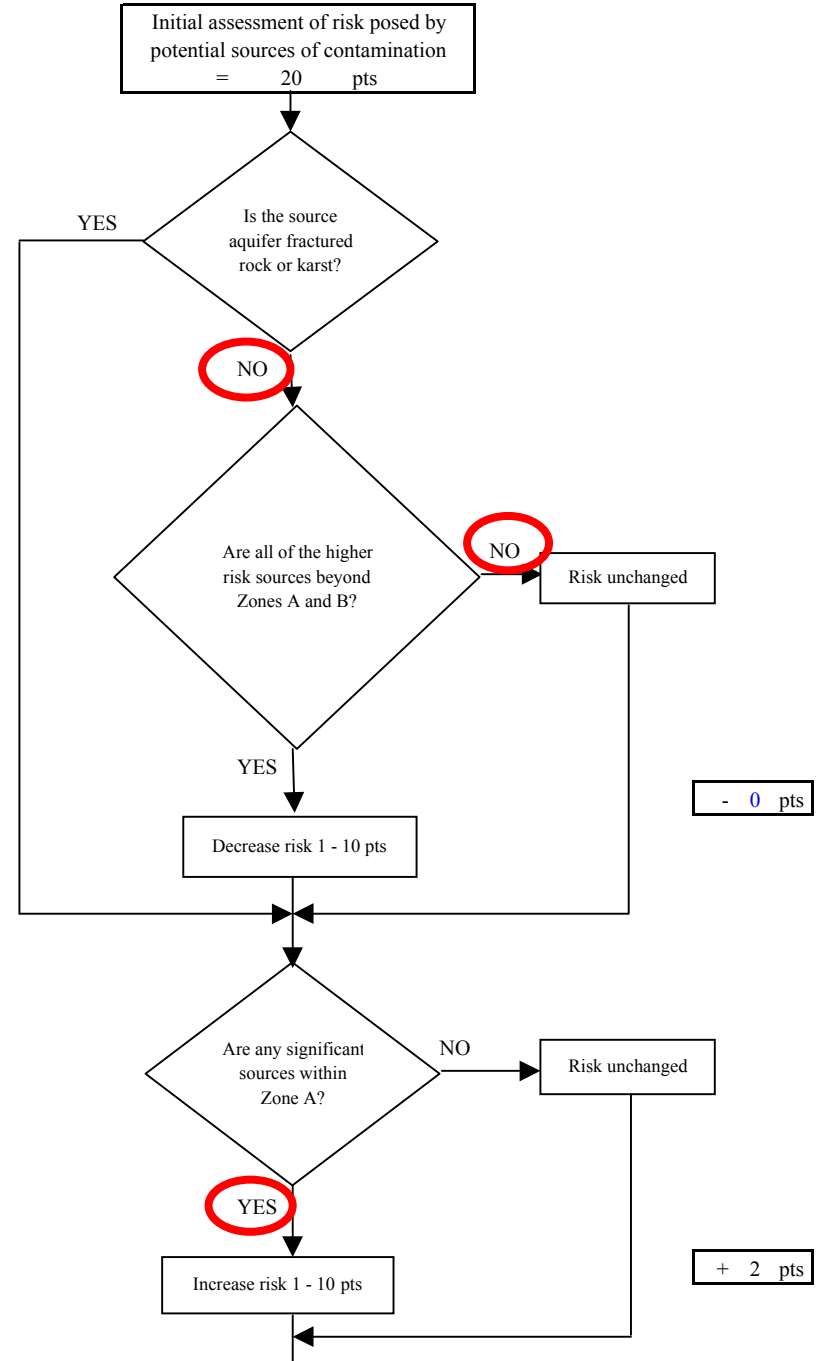 Initial assessment of risk posed by
potential sources of contamination
= 20 pts
Is the source
aquifer fractured
rock or karst?
YES
NO
Are all of the higher
risk sources beyond
Zones A and B?
NO
Risk unchanged
YES
- 0 pts
Decrease risk 1 - 10 pts
Are any significant
sources within
Zone A?
NO
Risk unchanged
YES
+ 2 pts
Increase risk 1 - 10 pts